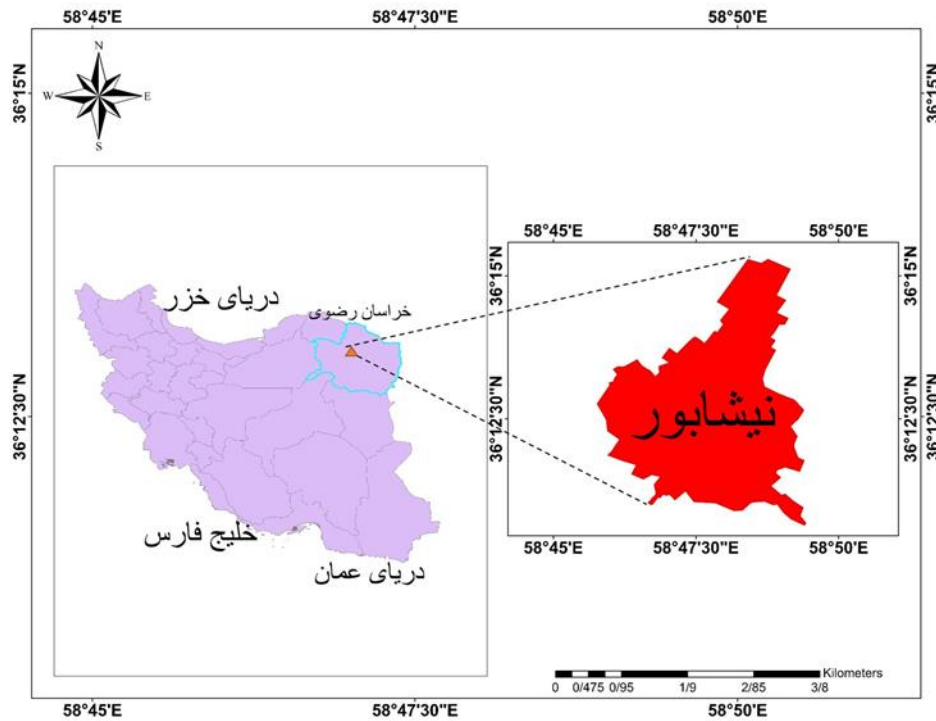 58°45'E 58°47'30"E 58°50'E
36°15'N 36°15'N
N
W E
S
58°45'E 58°47'30"E 58°50'E
36°15'N 36°15'N
دریای خزر
خراسان رضوی
نیشابور
36°12'30"N 36°12'30"N 36°12'30"N
خلیج فارس
دریای عمان
58°45'E 58°47'30"E 58°50'E
Kilometers
0 0/475 0/95 1/9 2/85 3/8
58°45'E 58°47'30"E 58°50'E